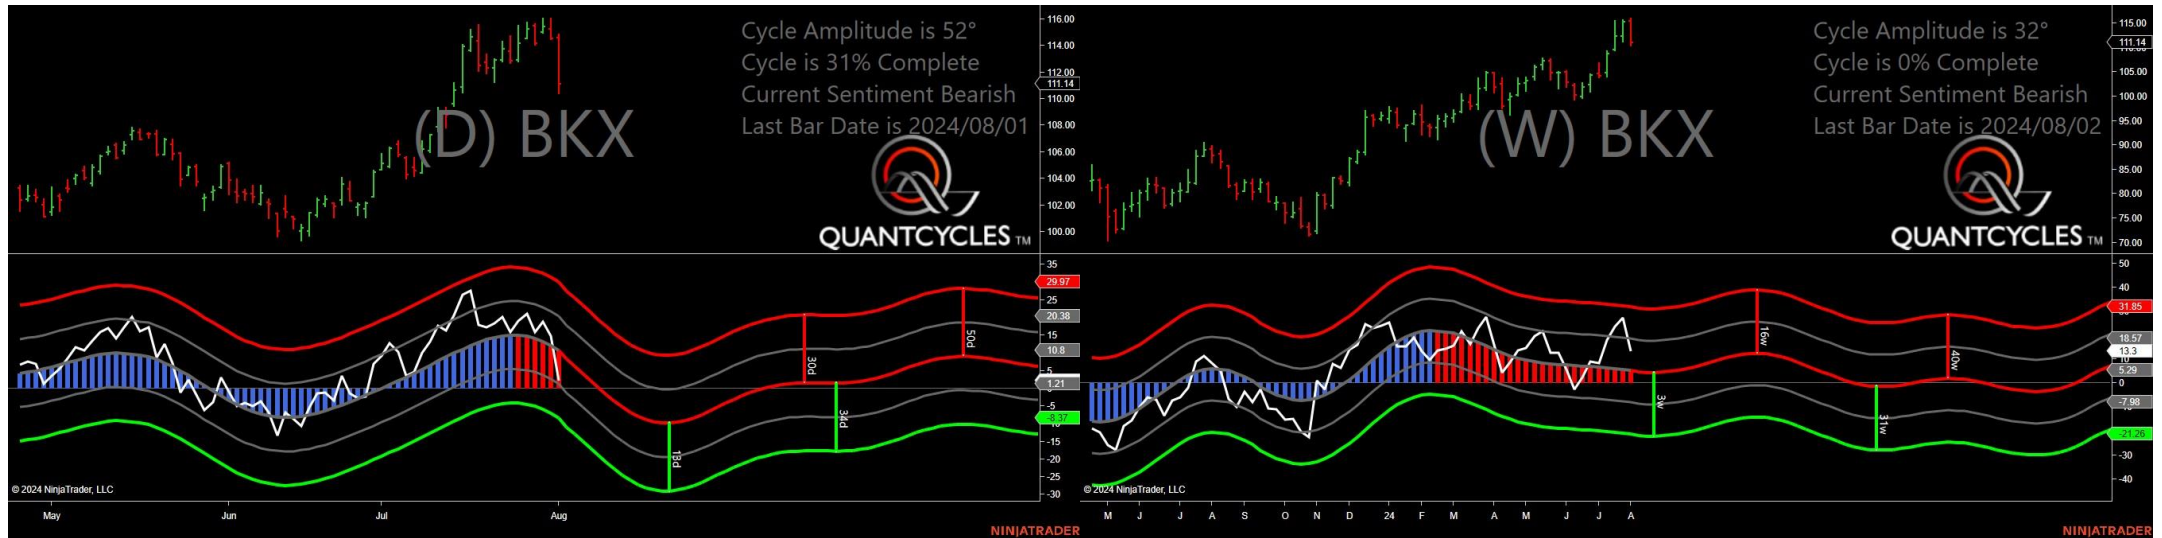 Cycle Amplitude is 52°
Cycle is 31% Complete
Current Sentiment Bearish
Last Bar Date is 2024/08/01
(D) BKX
QUANTCYCLES TM
116.00
114.00
112.00
111.14
110.00
108.00
106.00
104.00
102.00
100.00
35
29.97
25
20.38
15
10.8
5
1.21
-5
-8.37
-15
-20
-25
-30
13d
30d
34d
50d
© 2024 NinjaTrader, LLC
May Jun Jul Aug
NINJATRADER
Cycle Amplitude is 32°
Cycle is 0% Complete
Current Sentiment Bearish
Last Bar Date is 2024/08/02
(W) BKX
QUANTCYCLES TM
115.00
111.14
105.00
100.00
95.00
90.00
85.00
80.00
75.00
70.00
50
40
31.85
18.57
13.3
5.29
0
-7.98
-21.26
-30
-40
3w
16w
31w
40w
© 2024 NinjaTrader, LLC
M J J A S O N D 24 F M A M J J A
NINJATRADER